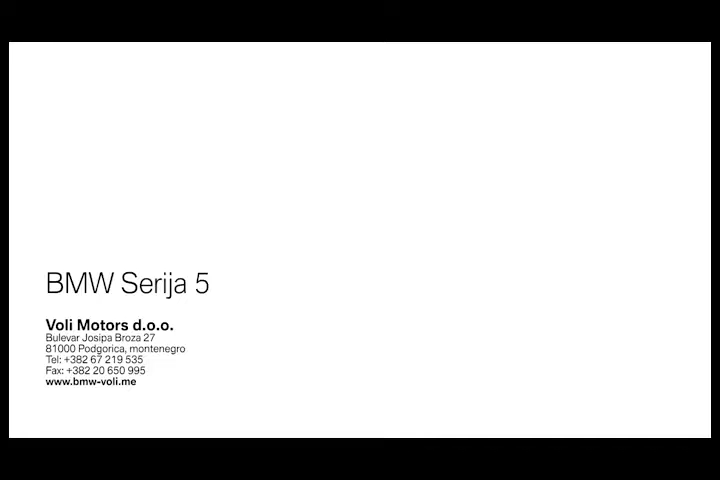 BMW Serija 5
Voli Motors d.o.o.
Bulevar Josipa Broza 27
81000 Podgorica, montenegro
Tel: +382 67 219 535
Fax: +382 20 650 995
www.bmw-voli.me